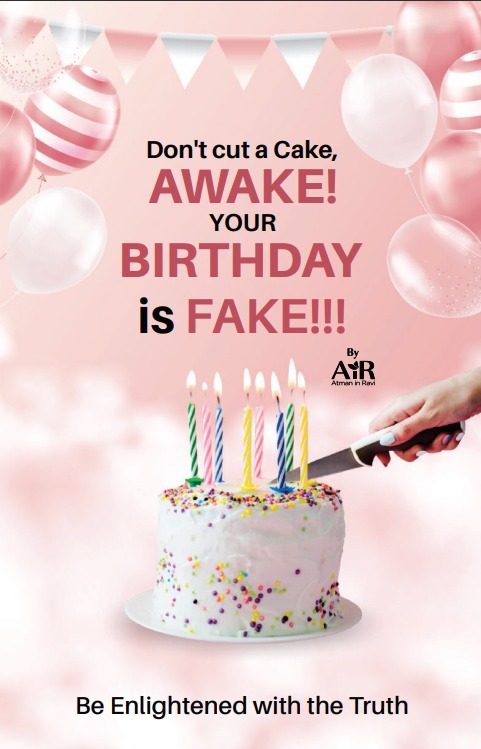 Don't cut a Cake,
AWAKE!
YOUR
BIRTHDAY
is FAKE!!!
By
AiR
Atman in Ravi
Be Enlightened with the Truth